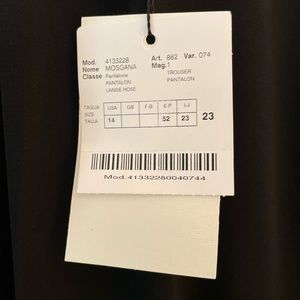 Mod. 4133228 Art. 862 Var. 074
Nome MOSGANA Mag.1
Classe Pantalone TROUSER
PANTALON PANTALON
LANGE HOSE
TAGLIA USA GB F-B E-P I-J
SIZE
TALLA 14 52 23 23
Mod.41332280040744